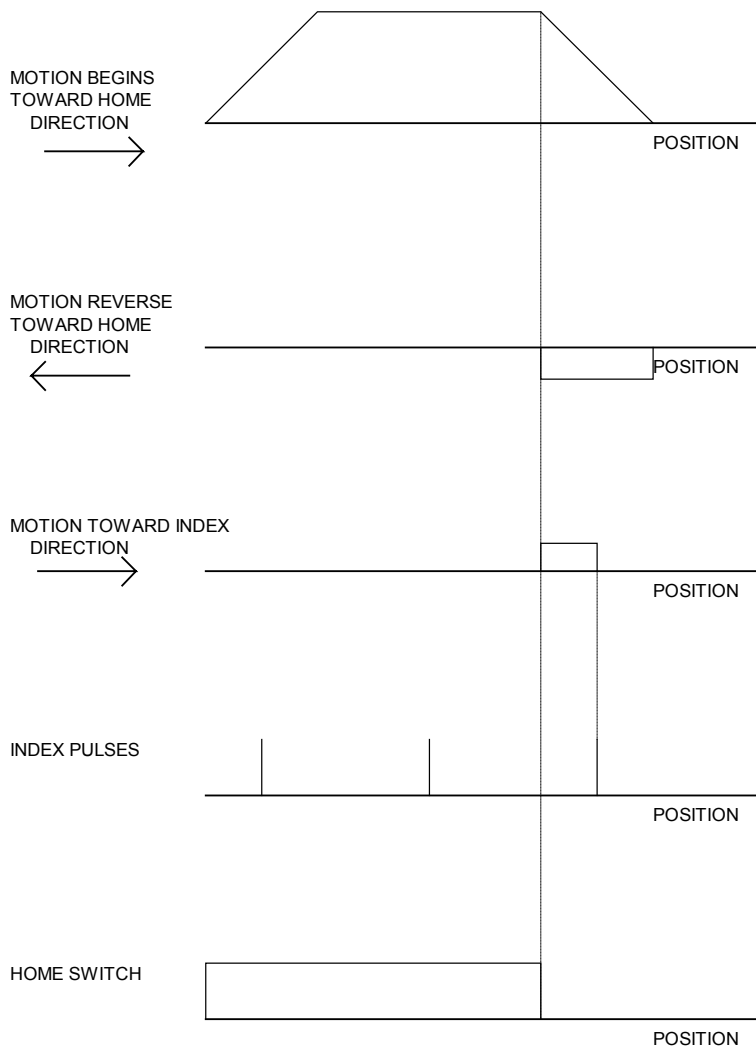 MOTION BEGINS
TOWARD HOME
DIRECTION
POSITION
MOTION REVERSE
TOWARD HOME
DIRECTION
POSITION
MOTION TOWARD INDEX
DIRECTION
POSITION
INDEX PULSES
POSITION
HOME SWITCH
POSITION